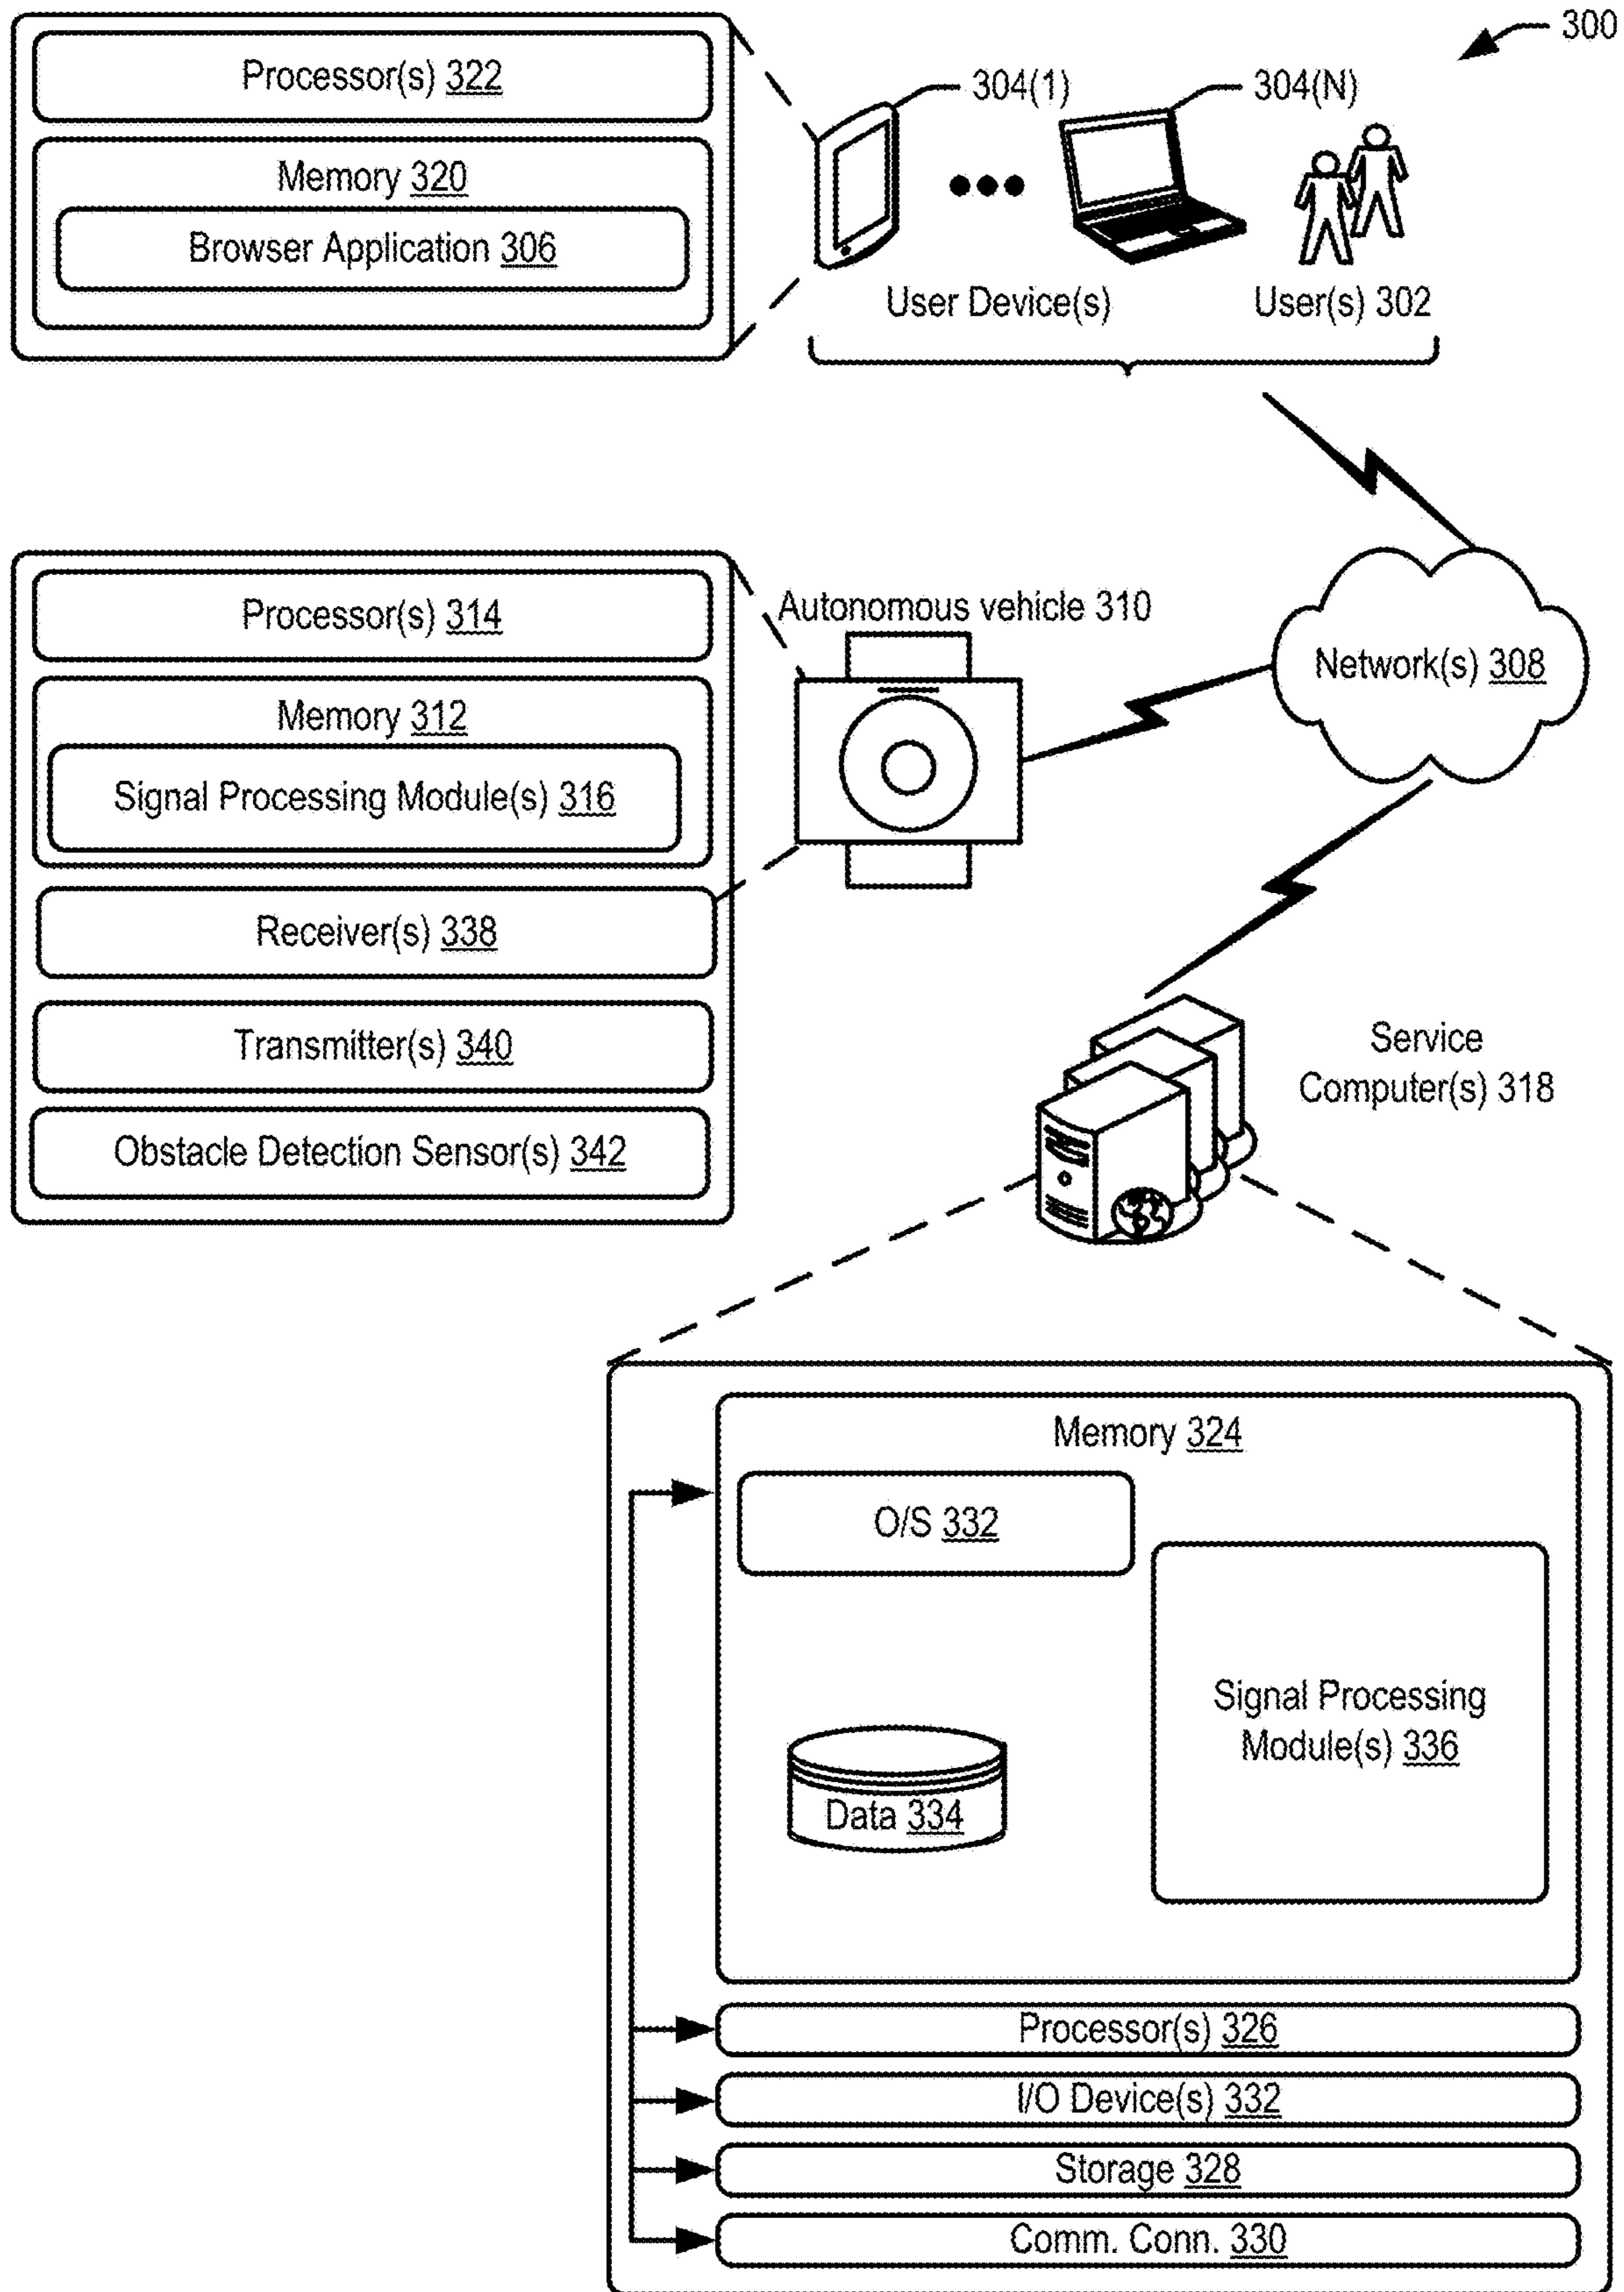 300
Processor(s) 322
Memory 320
Browser Application 306
304(1)
304(N)
User Device(s)
User(s) 302
Processor(s) 314
Memory 312
Signal Processing Module(s) 316
Receiver(s) 338
Transmitter(s) 340
Obstacle Detection Sensor(s) 342
Autonomous vehicle 310
Network(s) 308
Service
Computer(s) 318
Memory 324
O/S 332
Signal Processing
Module(s) 336
Data 334
Processor(s) 326
I/O Device(s) 332
Storage 328
Comm. Conn. 330